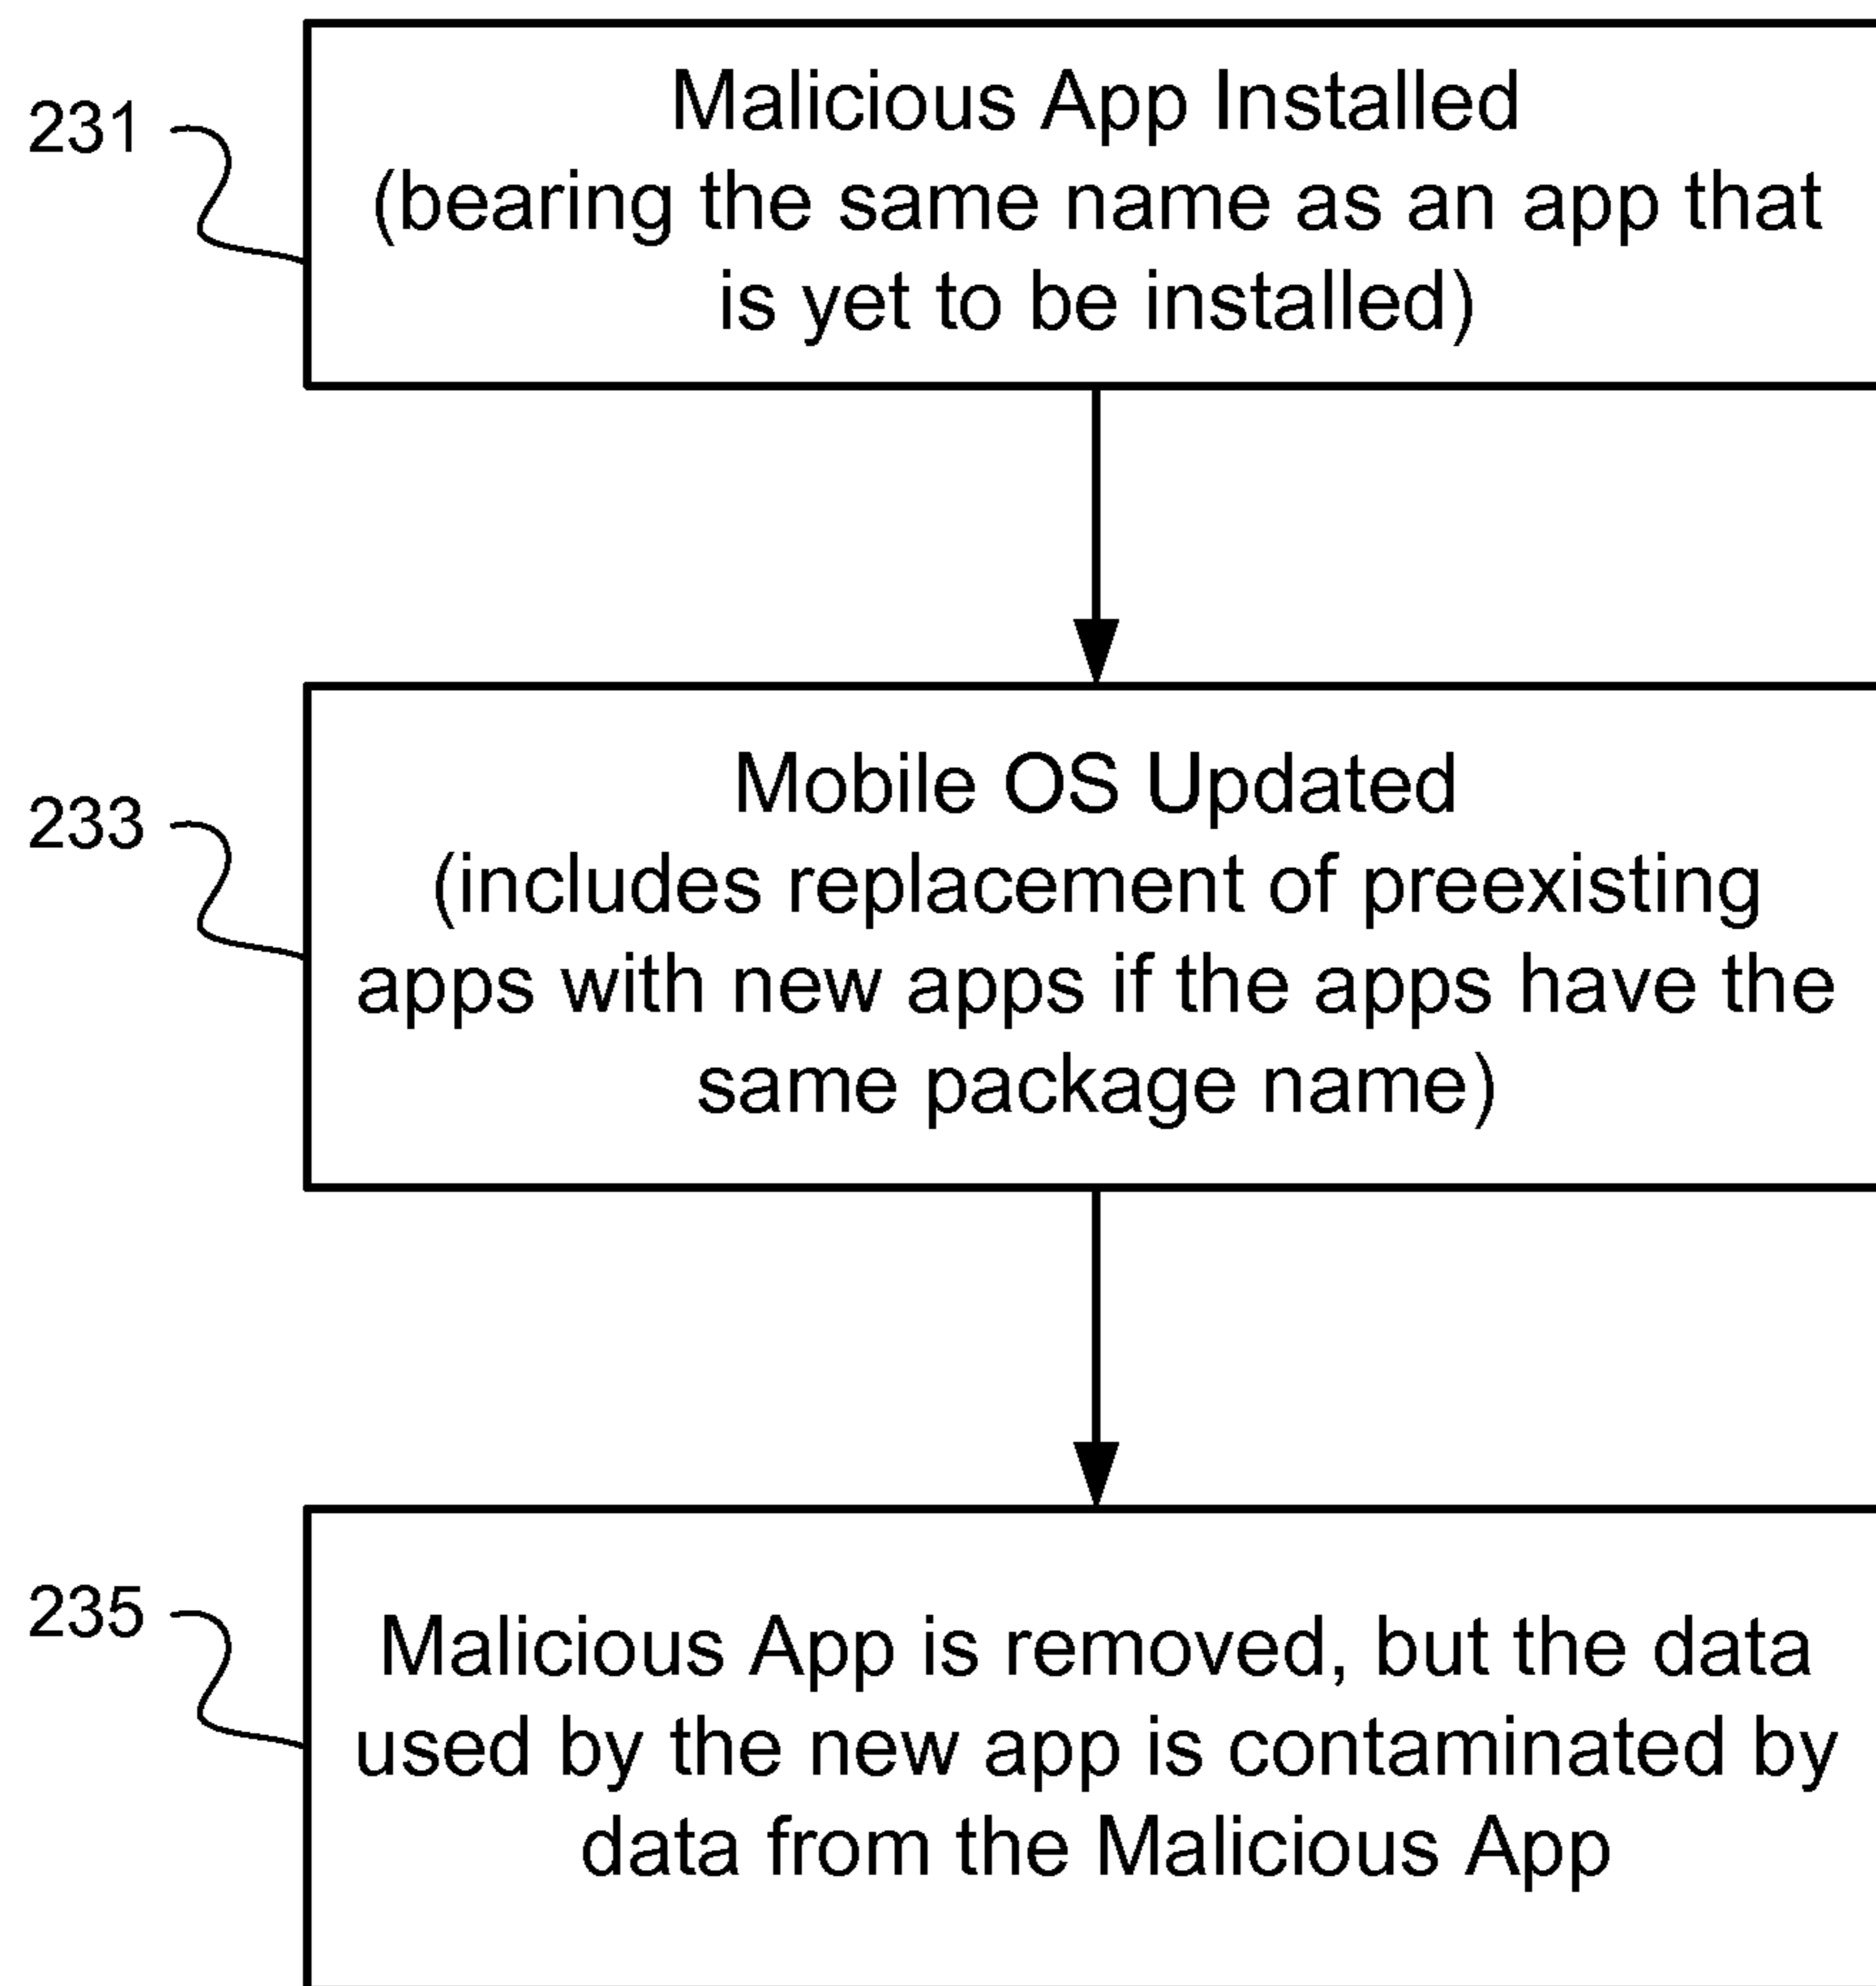 231
Malicious App Installed
(bearing the same name as an app that
is yet to be installed)
233
Mobile OS Updated
(includes replacement of preexisting
apps with new apps if the apps have the
same package name)
235
Malicious App is removed, but the data
used by the new app is contaminated by
data from the Malicious App